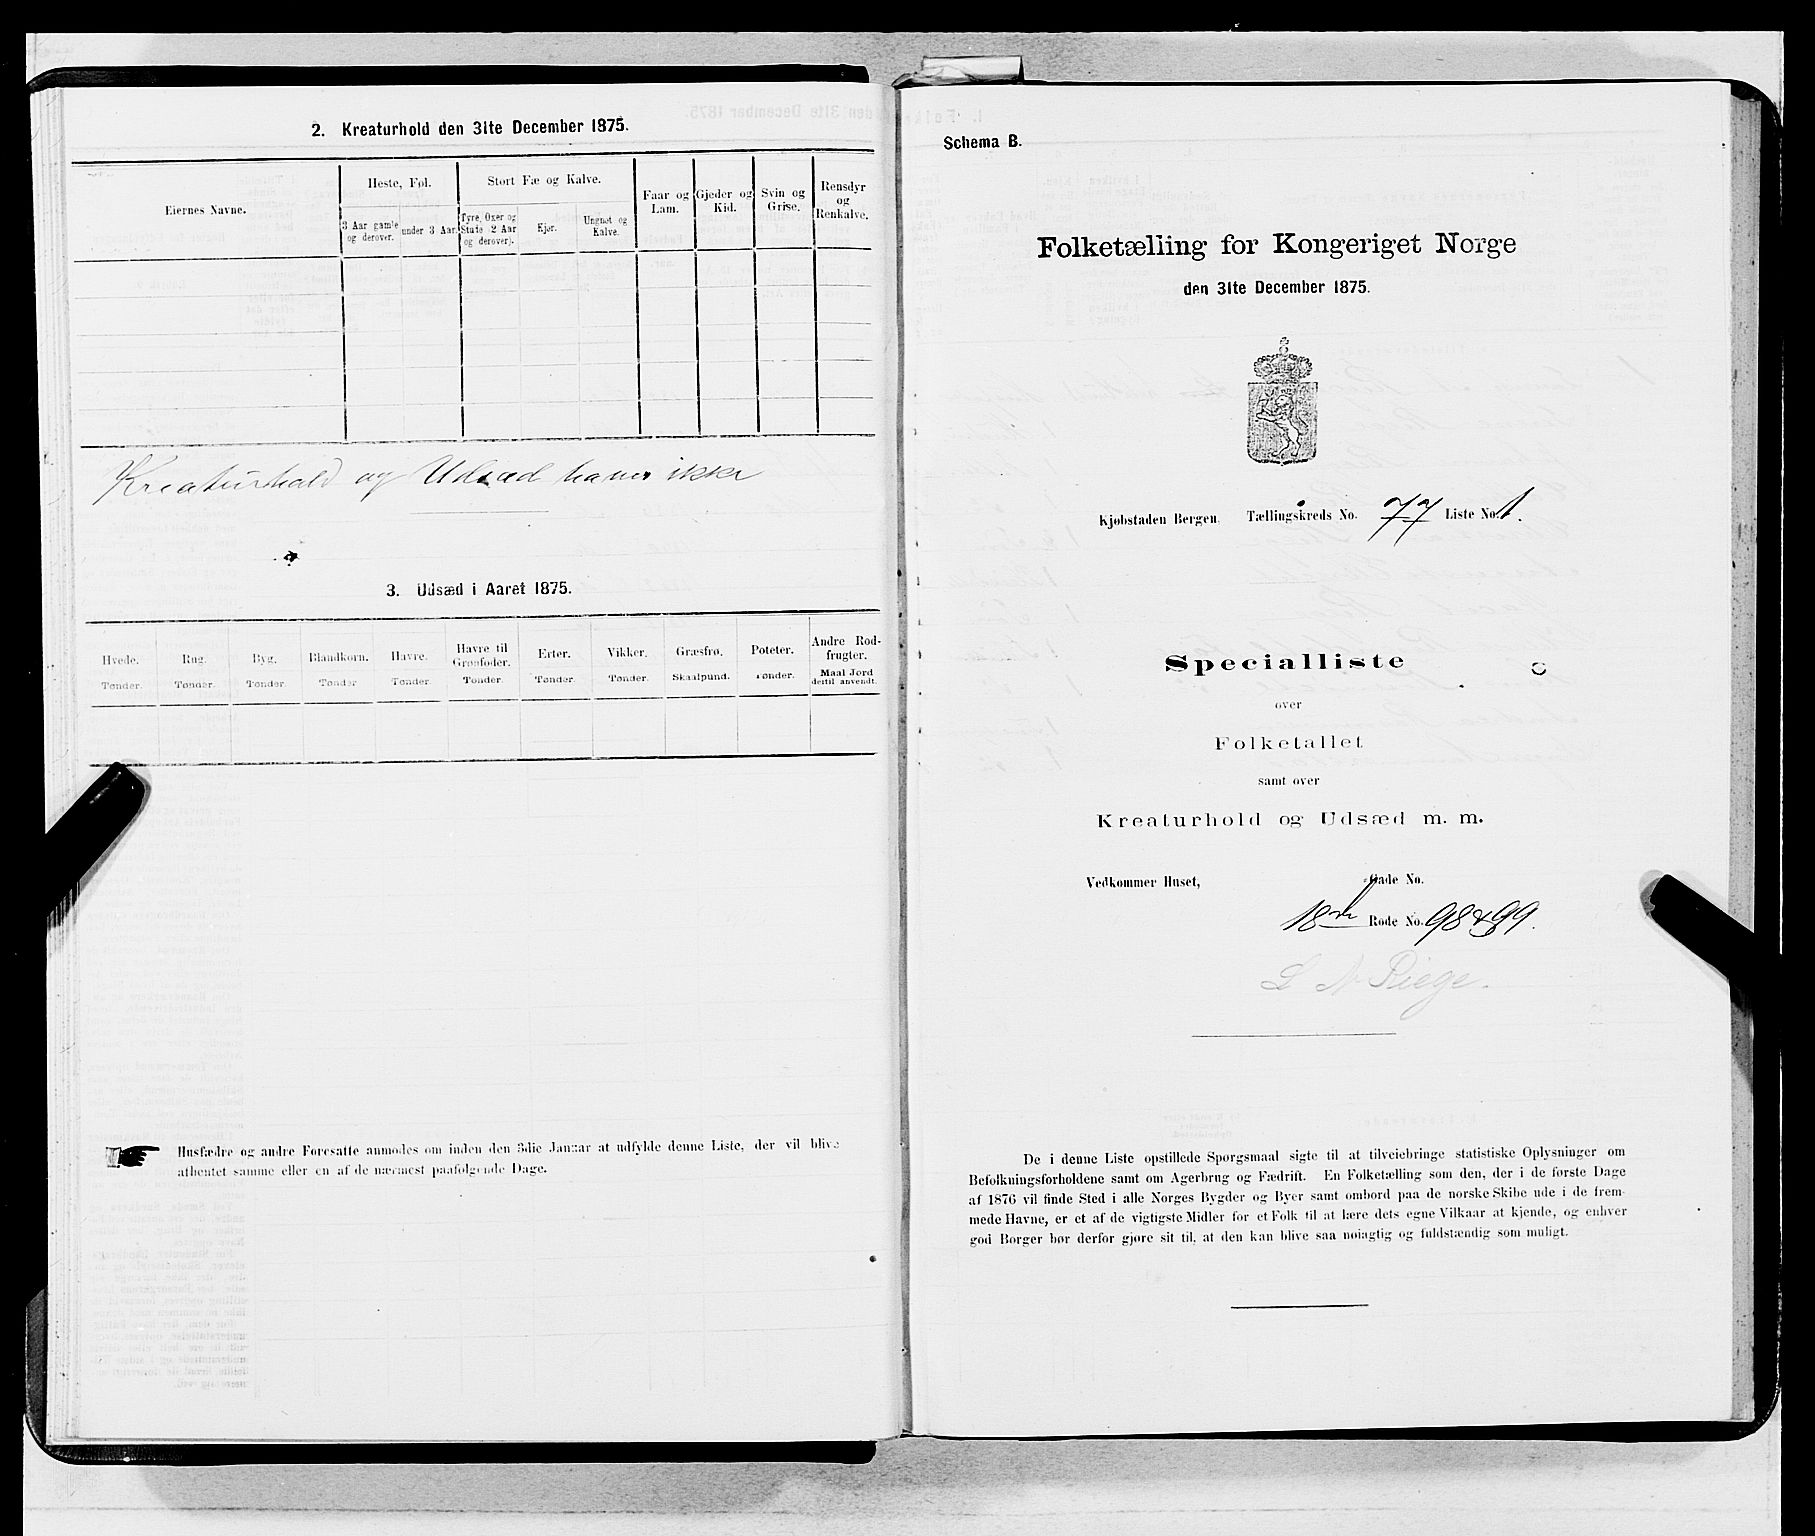 2. Kreaturhold den 31te December 1875.
Eiernes Navne.
Heste, Føl.
3 Aar gamle og derover.
under 3 Aar.
Stort Fæ og Kalve.
Tyre, Oxer og Stute 2 Aar og derover).
Kjør.
Ungnøt og Kalve.
Faar og Lam.
Gjeder og Kid.
Svin og Grise.
Rensdyr og Renkalve.
Kreaturhold og Udsæd haves ikke
3. Udsæd i Aaret 1875.
Hvede. Rug. Byg. Blandkorn. Havre. Havre til Grønfoder. Erter. Vikker. Græsfrø. Poteter. Andre Rodfrugter.
Tønder. Tønder. Tønder. Tønder. Tønder. Tønder. Tønder. Tønder. Skaalpund. Tønder. Maal Jord dertil anvendt.
Husfædre og andre Foresatte anmodes om inden den 3die Januar at udfylde denne Liste, der vil blive
afhentet samme eller en af de nærmest paafølgende Dage.
Schema B.
Folketælling for Kongeriget Norge
den 31te December 1875.
Kjøbstaden Bergen. Tællingskreds No. 77 Liste No. 1.
Specialliste
over
Folketallet
samt over
Kreaturhold og Udsæd m. m.
Vedkommer Huset, Gade No.
18de Rode No. 98 & 99.
L N Riege.
De i denne Liste opstillede Spørgsmaal sigte til at tilveiebringe statistiske Oplysninger om
Befolkningsforholdene samt om Agerbrug og Fædrift. En Folketælling som den, der i de første Dage
af 1876 vil finde Sted i alle Norges Bygder og Byer samt ombord paa de norske Skibe ude i de frem-
mede Havne, er et af de vigtigste Midler for et Folk til at lære dets egne Vilkaar at kjende, og enhver
god Borger bør derfor gjøre sit til, at den kan blive saa nøiagtig og fuldstændig som muligt.